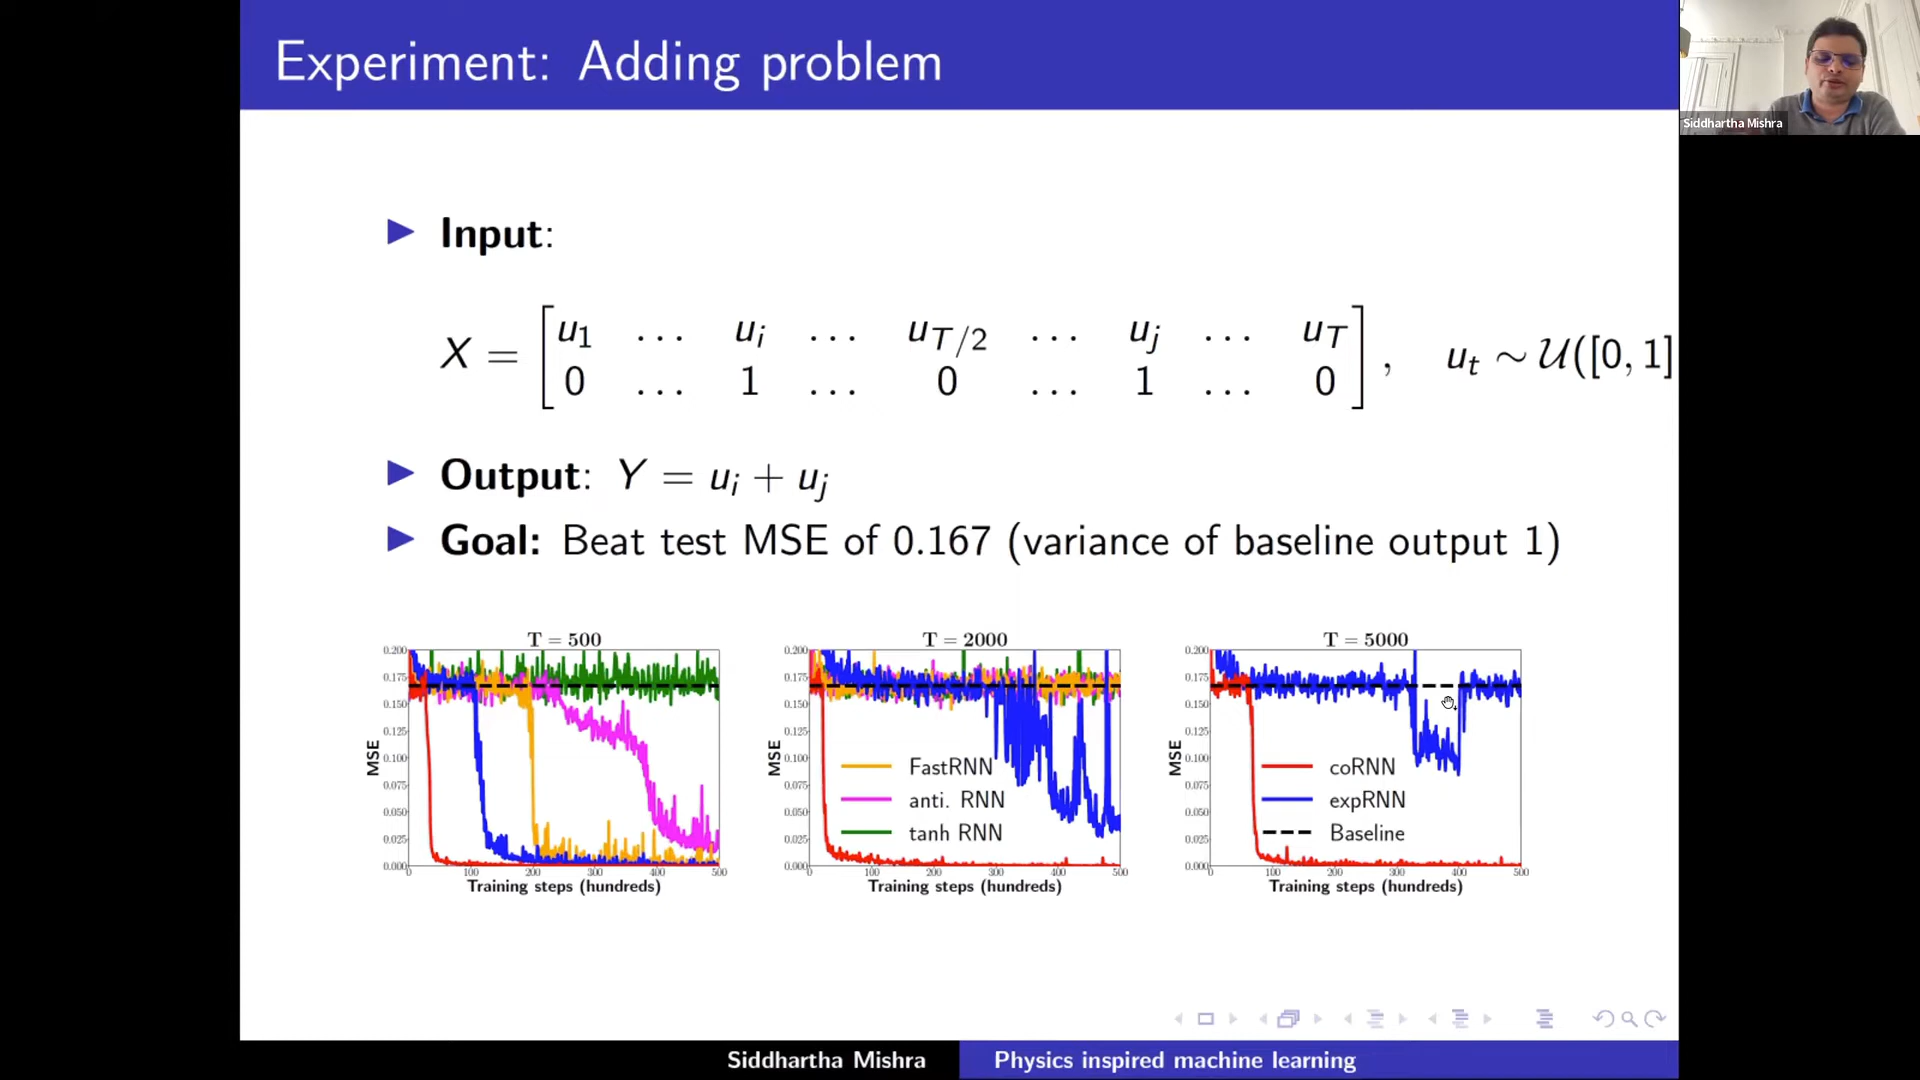 Experiment: Adding problem
Siddhartha Mishra
Input:
X = [u1 ... ui ... uT/2 ... uj ... uT
0 ... 1 ... 0 ... 1 ... 0], ut ∼ U([0, 1]
Output: Y = ui + uj
Goal: Beat test MSE of 0.167 (variance of baseline output 1)
T = 500
0.200
0.175
0.150
0.125
0.100
0.075
0.050
0.025
0.000
MSE
0 100 200 300 400 500
Training steps (hundreds)
T = 2000
0.200
0.175
0.150
0.125
0.100
0.075
0.050
0.025
0.000
MSE
FastRNN
anti. RNN
tanh RNN
0 100 200 300 400 500
Training steps (hundreds)
T = 5000
0.200
0.175
0.150
0.125
0.100
0.075
0.050
0.025
0.000
MSE
coRNN
expRNN
Baseline
0 100 200 300 400 500
Training steps (hundreds)
Siddhartha Mishra
Physics inspired machine learning